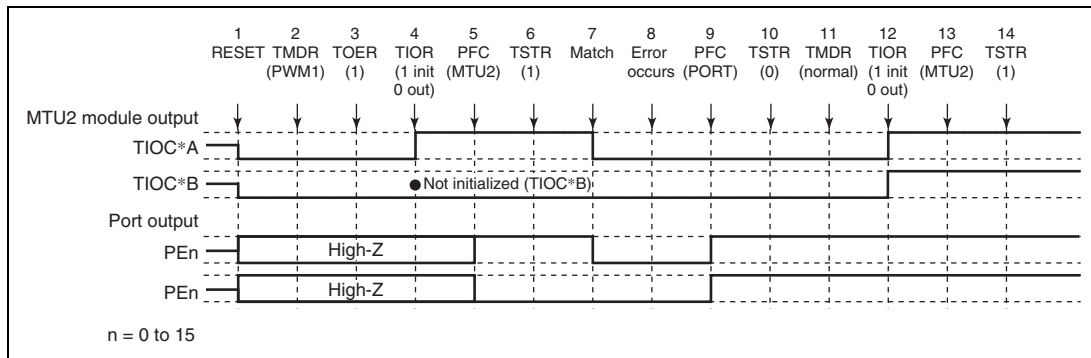 1 2 3 4 5 6 7 8 9 10 11 12 13 14
RESET TMDR TOER TIOR PFC TSTR Match Error PFC TSTR TMDR TIOR PFC TSTR
(PWM1) (1) (1 init (MTU2) (1) occurs (PORT) (0) (normal) (1 init (MTU2) (1)
0 out) 0 out)
MTU2 module output
TIOC*A
TIOC*B
Not initialized (TIOC*B)
Port output
PEn
High-Z
PEn
High-Z
n = 0 to 15